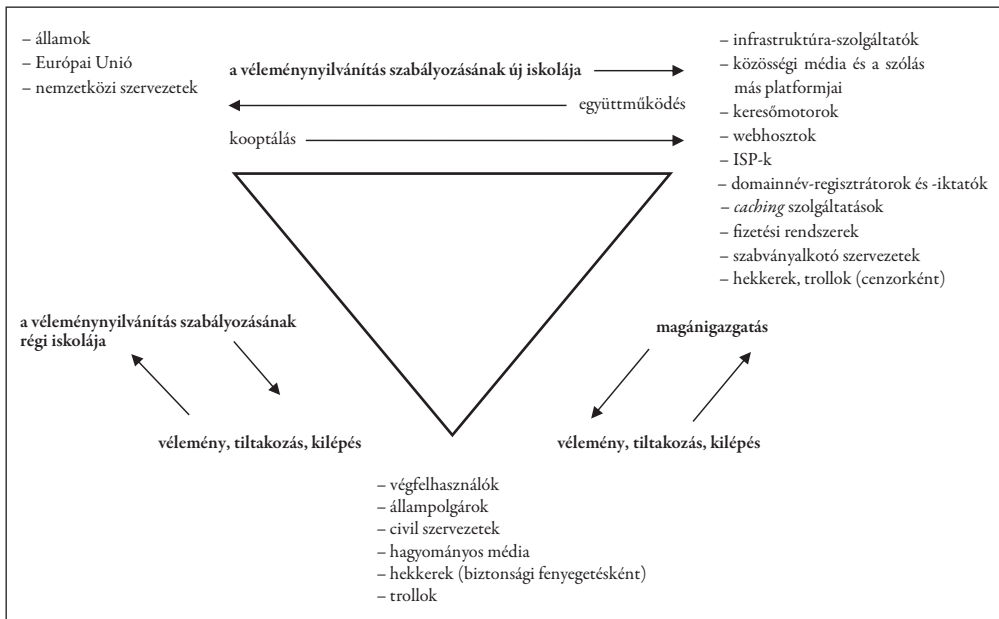 – államok
– Európai Unió
– nemzetközi szervezetek
a véleménynyilvánítás szabályozásának új iskolája
együttműködés
kooptálás
– infrastruktúra-szolgáltatók
– közösségi média és a szólás
más platformjai
– keresőmotorok
– webhosztok
– ISP-k
– domainnév-regisztrátorok és -iktatók
– caching szolgáltatások
– fizetési rendszerek
– szabványalkotó szervezetek
– hekkerek, trollok (cenzorként)
a véleménynyilvánítás szabályozásának
régi iskolája
magánigazgatás
vélemény, tiltakozás, kilépés
vélemény, tiltakozás, kilépés
– végfelhasználók
– állampolgárok
– civil szervezetek
– hagyományos média
– hekkerek (biztonsági fenyegetésként)
– trollok